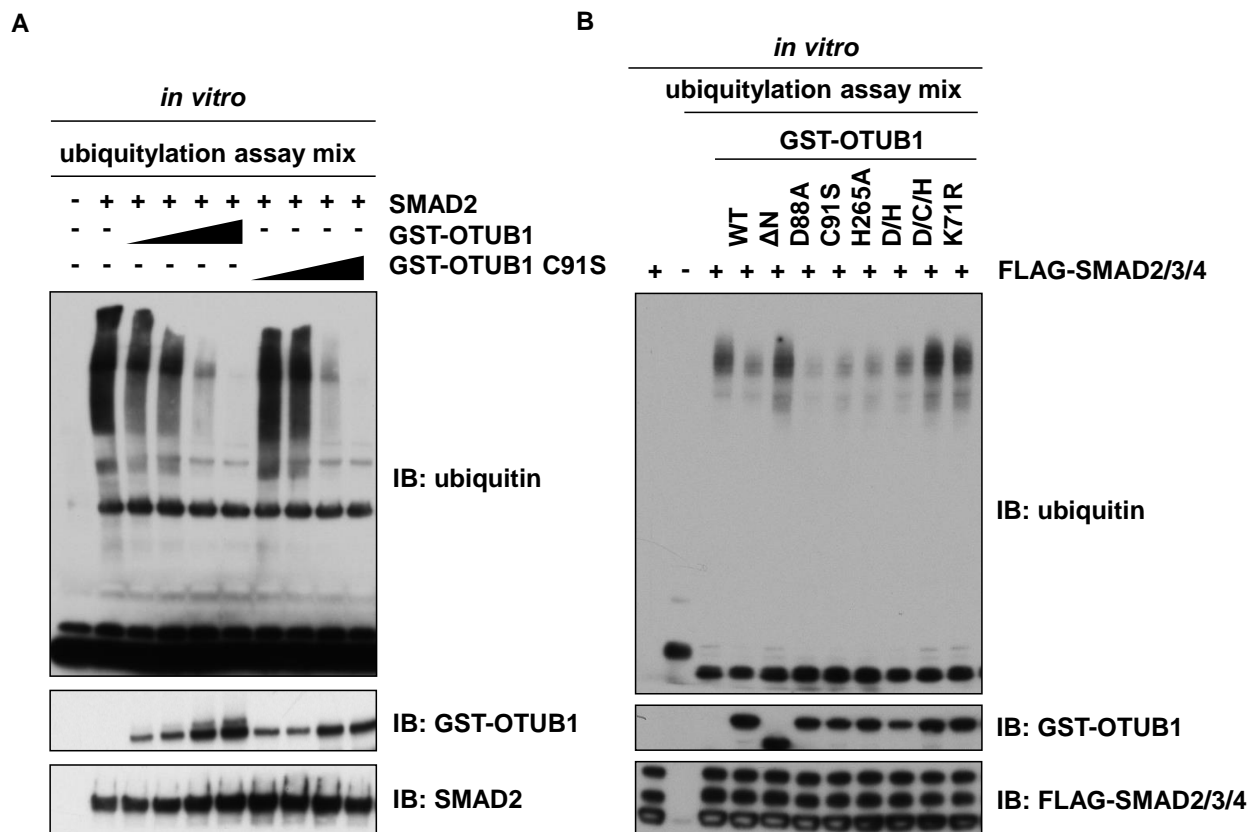 A
in vitro
ubiquitylation assay mix
- + + + + + + + + SMAD2
- - - - - - GST-OTUB1
- - - - - - GST-OTUB1 C91S
IB: ubiquitin
IB: GST-OTUB1
IB: SMAD2
B
in vitro
ubiquitylation assay mix
GST-OTUB1
WT
ΔN
D88A
C91S
H265A
D/H
D/C/H
K71R
+ - + + + + + + + + + FLAG-SMAD2/3/4
IB: ubiquitin
IB: GST-OTUB1
IB: FLAG-SMAD2/3/4